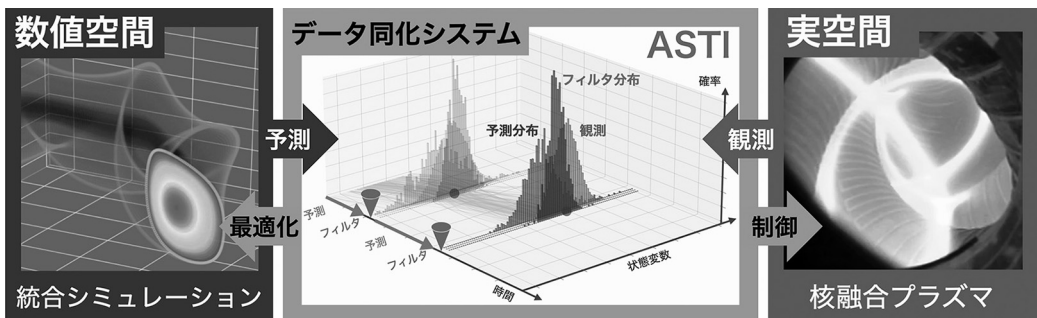 数値空間
統合シミュレーション
予測
最適化
データ同化システム
ASTI
確率
フィルタ分布
予測分布
観測
予測
フィルタ
予測
フィルタ
時間
状態変数
観測
制御
実空間
核融合プラズマ